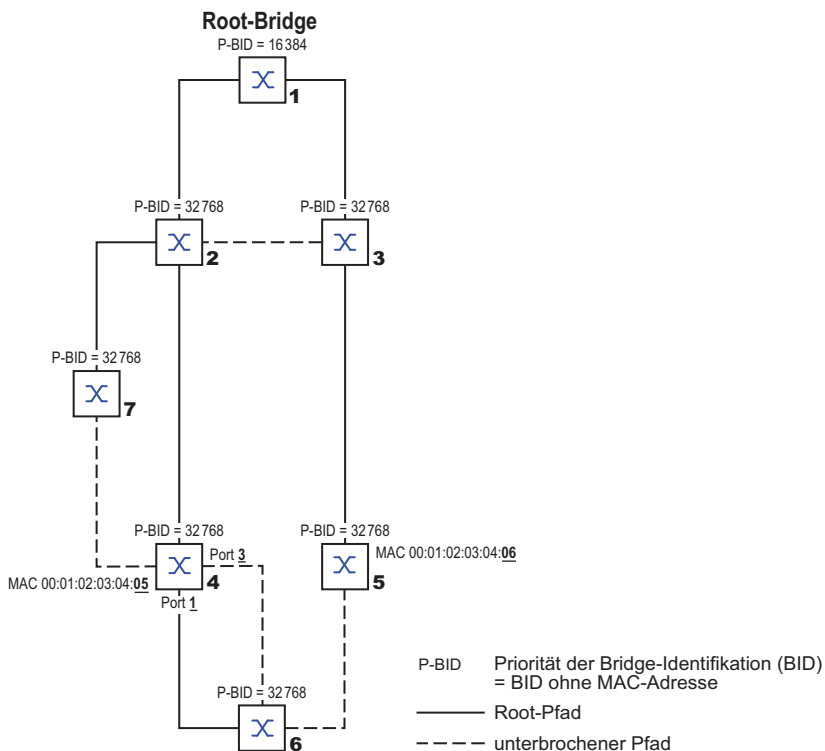 Root-Bridge
P-BID = 16384
1
P-BID = 32768
2
P-BID = 32768
3
P-BID = 32768
7
P-BID = 32768
Port 3
4
MAC 00:01:02:03:04:05
Port 1
P-BID = 32768
MAC 00:01:02:03:04:06
5
P-BID = 32768
6
P-BID Priorität der Bridge-Identifikation (BID)
= BID ohne MAC-Adresse
Root-Pfad
unterbrochener Pfad